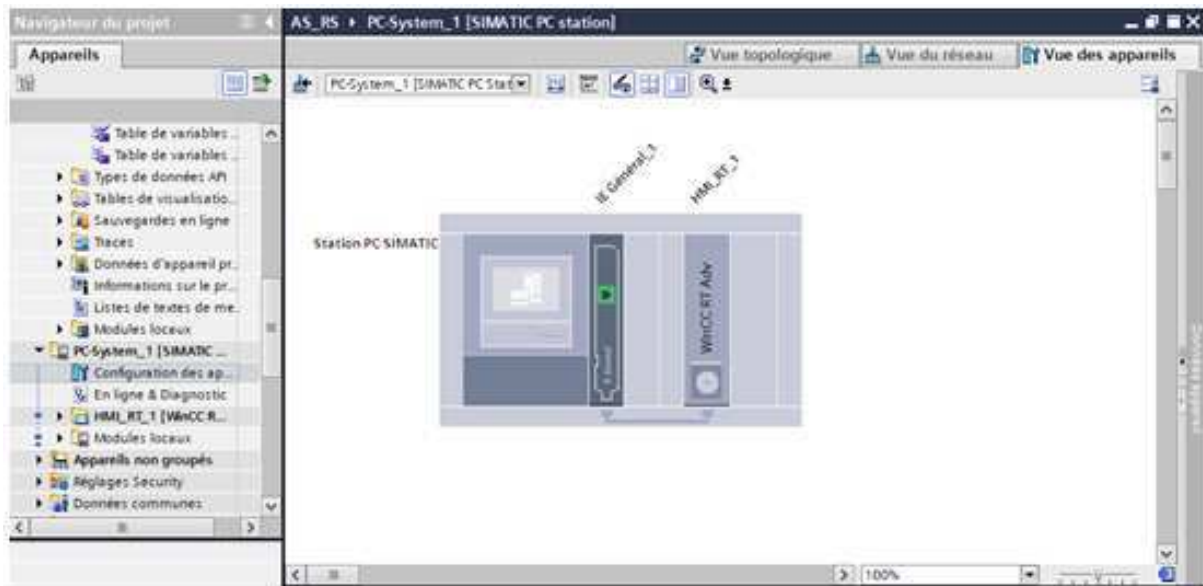 Navigateur du projet
AS_RS ▸ PC-System_1 [SIMATIC PC station]
Appareils
Vue topologique
Vue du réseau
Vue des appareils
PC-System_1 [SIMATIC PC Stat
Table de variables ...
Table de variables ...
Types de données API
Tables de visualisatio...
Sauvegardes en ligne
Traces
Données d'appareil pr...
Informations sur le pr...
Listes de textes de me...
Modules locaux
PC-System_1 [SIMATIC ...
Configuration des ap...
En ligne & Diagnostic
HMI_RT_1 [WinCC R...
Modules locaux
Appareils non groupés
Réglages Security
Données communes
IE Général_1
HMI_RT_1
Station PC SIMATIC
WinCC RT Adv
100%